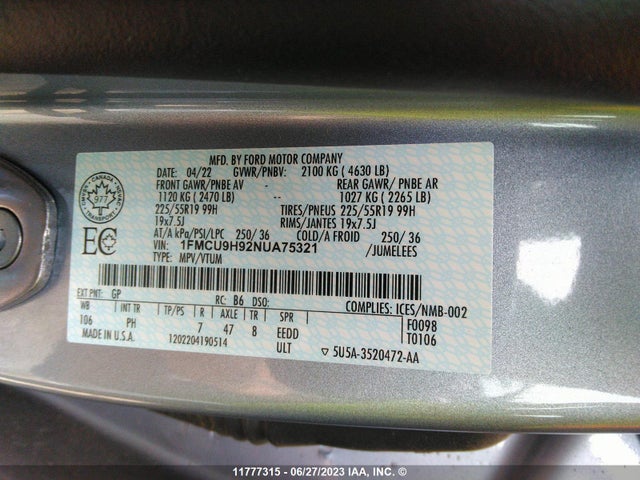 MFD. BY FORD MOTOR COMPANY
DATE: 04/22 GVWR/PNBV: 2100 KG ( 4630 LB)
FRONT GAWR/PNBE AV REAR GAWR/ PNBE AR
1120 KG ( 2470 LB) -- 1027 KG ( 2265 LB)
225/55R19 99H TIRES/PNEUS 225/55R19 99H
19x7.5J RIMS/JANTES 19x7.5J
AT/A kPa/PSI/LPC 250/ 36 COLD/A FROID 250/ 36
VIN: 1FMCU9H92NUA75321 /JUMELEES
TYPE: MPV/VTUM
CANADA
977
EC
EXT PNT: GP RC: B6 DSO: COMPLIES: ICES/NMB-002
WB INT TR TP/PS R AXLE TR SPR F0098
106 PH 7 47 8 EEDD T0106
MADE IN U.S.A. 1202204190514 ULT 5U5A-3520472-AA
11777315 - 06/27/2023 IAA, INC. ©